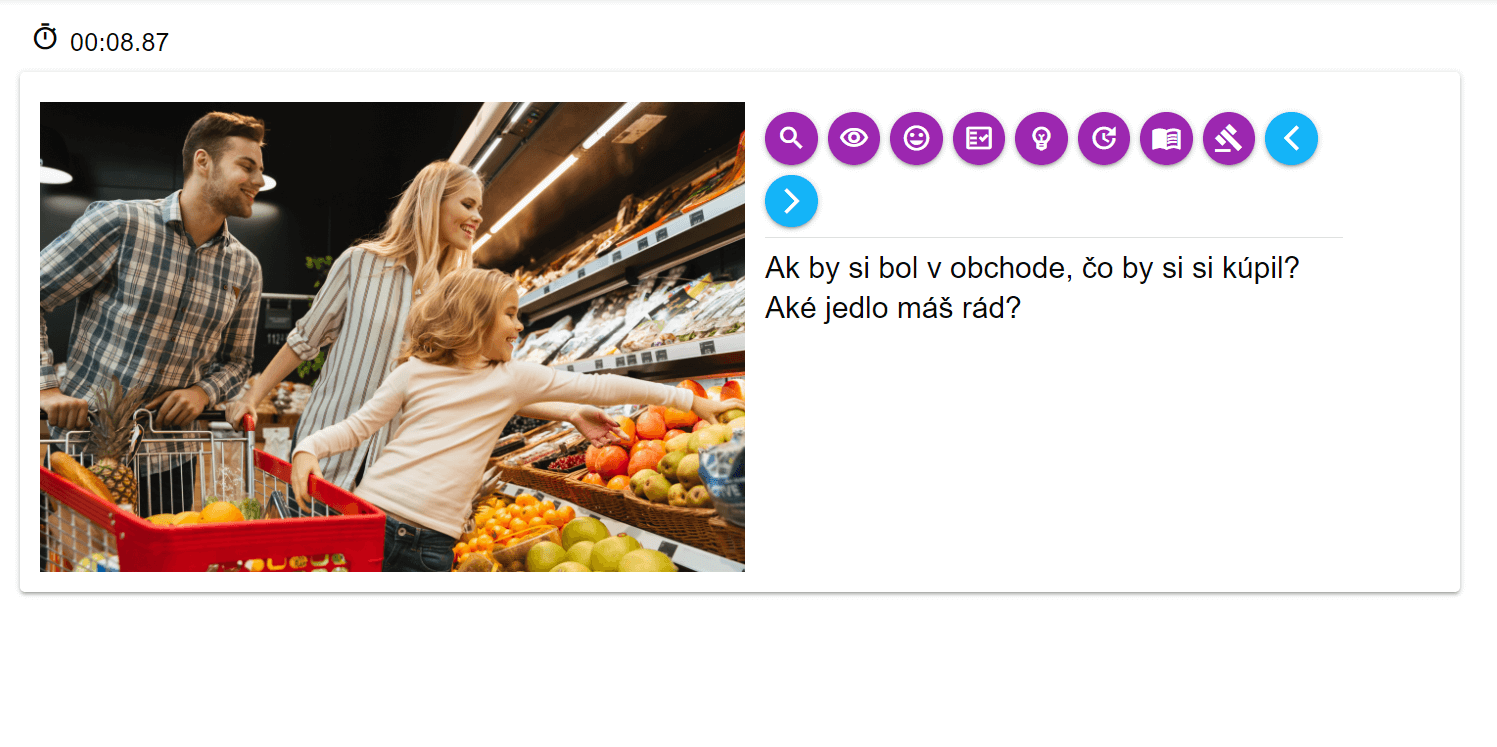 00:08.87
Ak by si bol v obchode, čo by si si kúpil?
Aké jedlo máš rád?